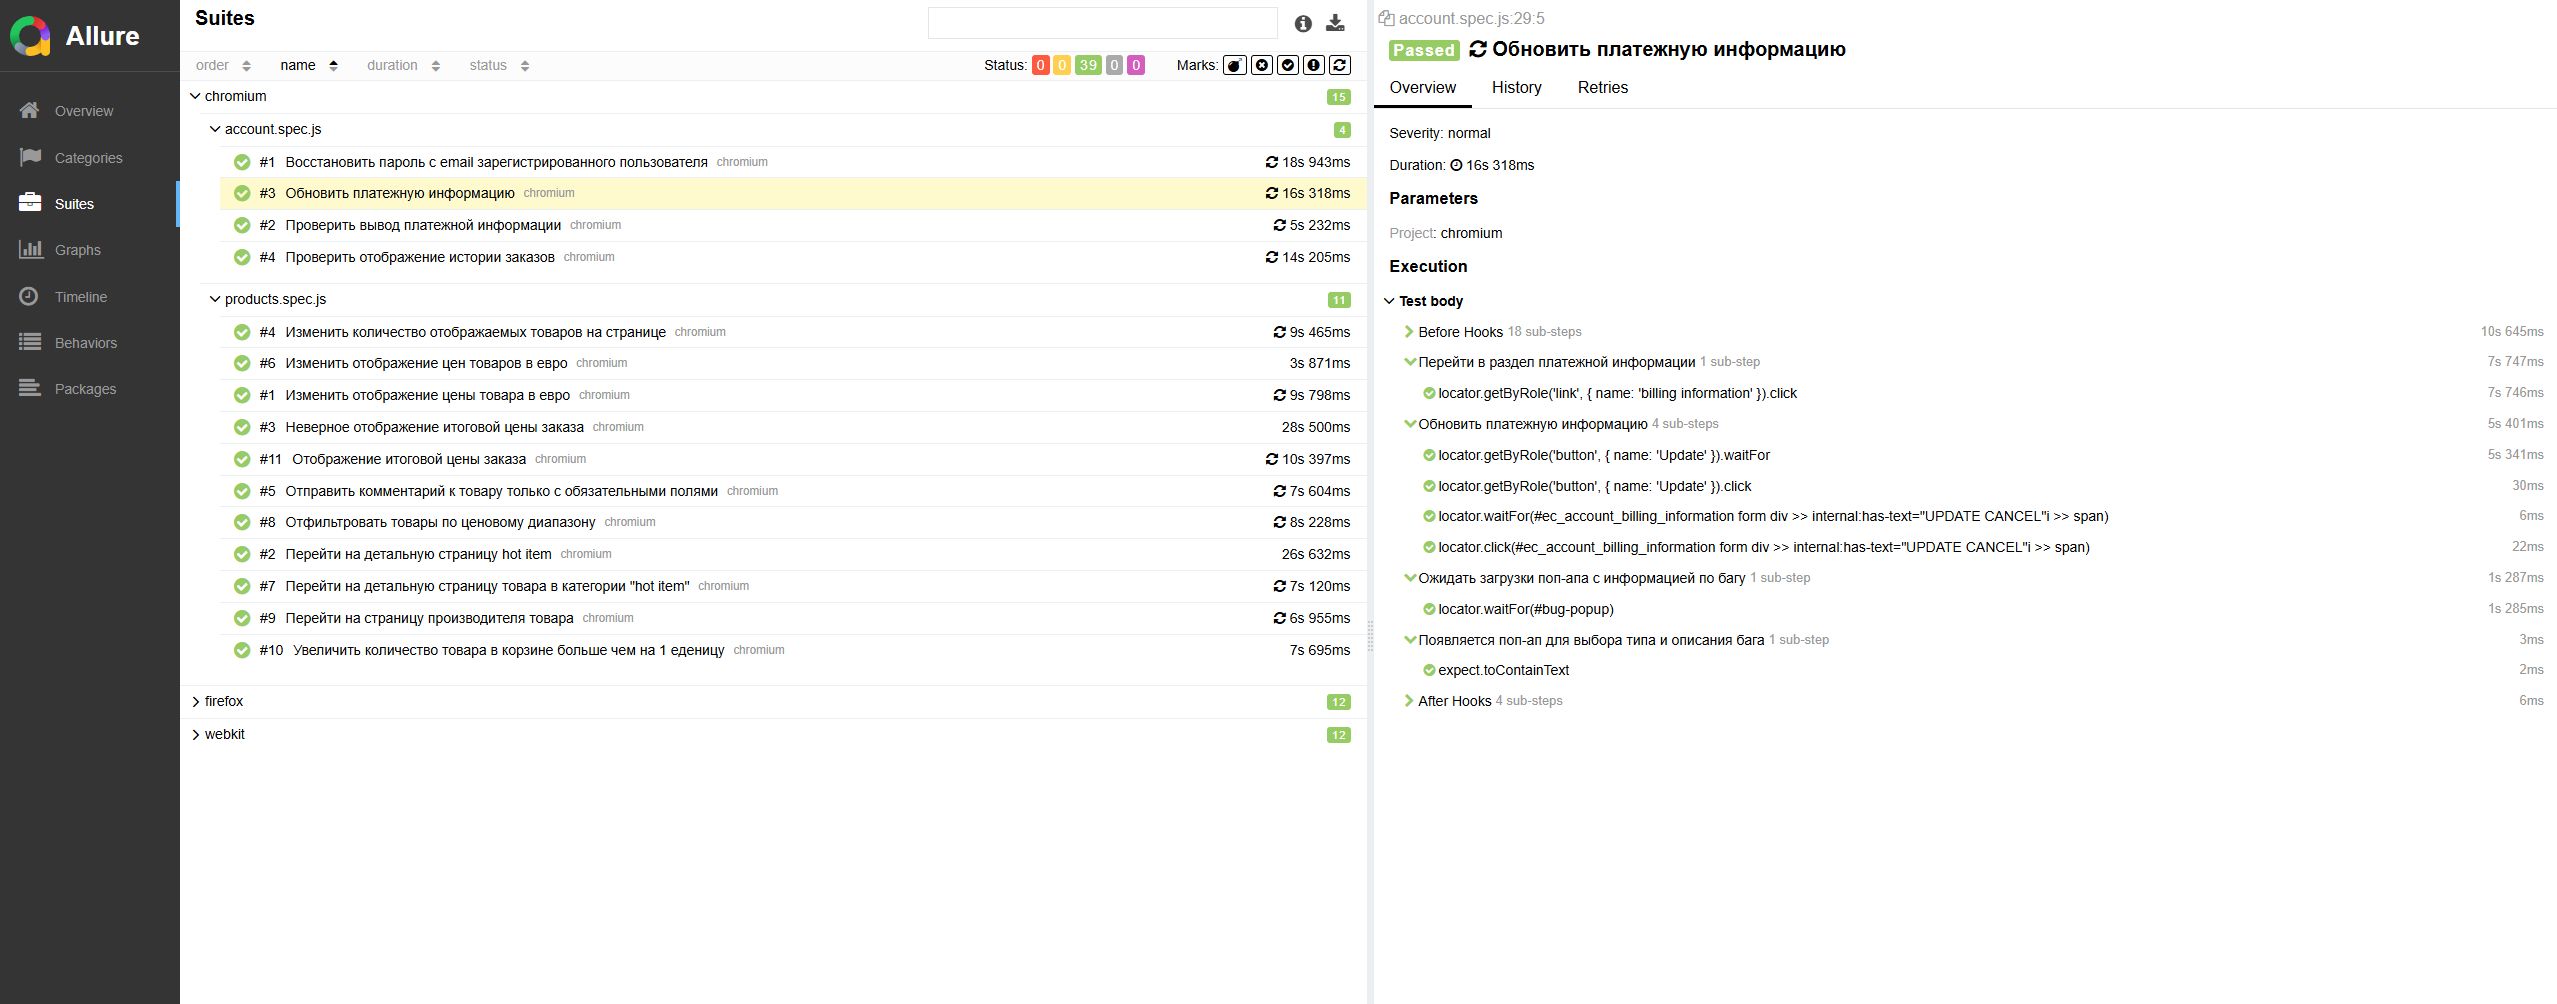 Allure
Overview
Categories
Suites
Graphs
Timeline
Behaviors
Packages
Suites
order name duration status Status: 0 0 39 0 0 Marks:
chromium 15
account.spec.js 4
#1 Восстановить пароль с email зарегистрированного пользователя chromium 18s 943ms
#3 Обновить платежную информацию chromium 16s 318ms
#2 Проверить вывод платежной информации chromium 5s 232ms
#4 Проверить отображение истории заказов chromium 14s 205ms
products.spec.js 11
#4 Изменить количество отображаемых товаров на странице chromium 9s 465ms
#6 Изменить отображение цен товаров в евро chromium 3s 871ms
#1 Изменить отображение цены товара в евро chromium 9s 798ms
#3 Неверное отображение итоговой цены заказа chromium 28s 500ms
#11 Отображение итоговой цены заказа chromium 10s 397ms
#5 Отправить комментарий к товару только с обязательными полями chromium 7s 604ms
#8 Отфильтровать товары по ценовому диапазону chromium 8s 228ms
#2 Перейти на детальную страницу hot item chromium 26s 632ms
#7 Перейти на детальную страницу товара в категории "hot item" chromium 7s 120ms
#9 Перейти на страницу производителя товара chromium 6s 955ms
#10 Увеличить количество товара в корзине больше чем на 1 еденицу chromium 7s 695ms
firefox 12
webkit 12
account.spec.js:29:5
Passed Обновить платежную информацию
Overview History Retries
Severity: normal
Duration: 16s 318ms
Parameters
Project: chromium
Execution
Test body
Before Hooks 18 sub-steps 10s 645ms
Перейти в раздел платежной информации 1 sub-step 7s 747ms
locator.getByRole('link', { name: 'billing information' }).click 7s 746ms
Обновить платежную информацию 4 sub-steps 5s 401ms
locator.getByRole('button', { name: 'Update' }).waitFor 5s 341ms
locator.getByRole('button', { name: 'Update' }).click 30ms
locator.waitFor(#ec_account_billing_information form div >> internal:has-text="UPDATE CANCEL"i >> span) 6ms
locator.click(#ec_account_billing_information form div >> internal:has-text="UPDATE CANCEL"i >> span) 22ms
Ожидать загрузки поп-апа с информацией по багу 1 sub-step 1s 287ms
locator.waitFor(#bug-popup) 1s 285ms
Появляется поп-ап для выбора типа и описания бага 1 sub-step 3ms
expect.toContainText 2ms
After Hooks 4 sub-steps 6ms